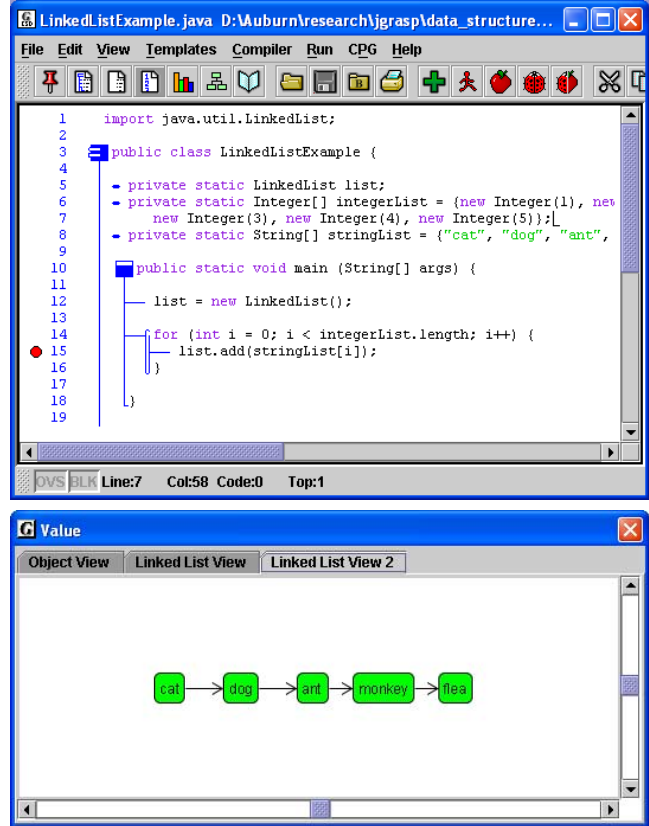 LinkedListExample.java D:\Auburn\research\jgrasp\data_structure...
File Edit View Templates Compiler Run CPG Help
1 import java.util.LinkedList;
2
3 public class LinkedListExample {
4
5 private static LinkedList list;
6 private static Integer[] integerList = {new Integer(1), new
7 new Integer(3), new Integer(4), new Integer(5)};
8 private static String[] stringList = {"cat", "dog", "ant",
9
10 public static void main (String[] args) {
11
12 list = new LinkedList();
13
14 for (int i = 0; i < integerList.length; i++) {
15 list.add(stringList[i]);
16 }
17
18 }
19
OVS BLK Line:7 Col:58 Code:0 Top:1
Value
Object View Linked List View Linked List View 2
cat dog ant monkey flea